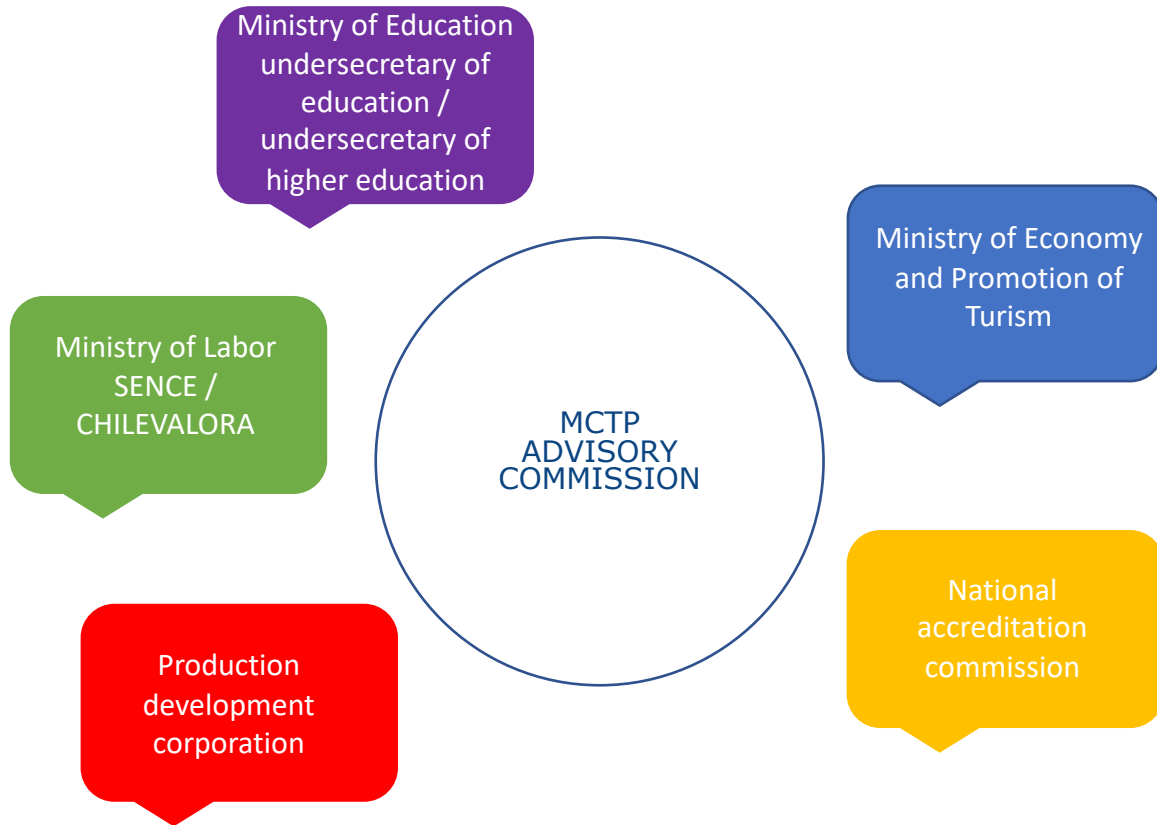 Ministry of Education
undersecretary of
education /
undersecretary of
higher education
Ministry of Economy
and Promotion of
Turism
Ministry of Labor
SENCE /
CHILEVALORA
MCTP
ADVISORY
COMMISSION
National
accreditation
commission
Production
development
corporation